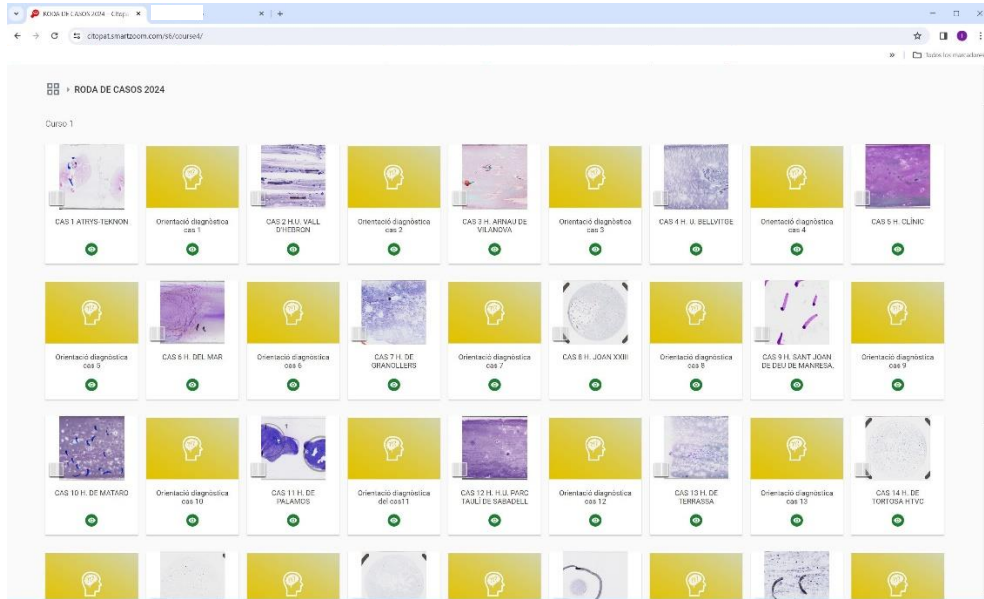 RODA DE CASOS 2024 - Citopa
citopat.smartzoom.com/s6/course4/
Todos los marcadores
RODA DE CASOS 2024
Curso 1
CAS 1 ATRYS-TEKNON
Orientació diagnòstica
cas 1
CAS 2 H.U. VALL
D'HEBRON
Orientació diagnòstica
cas 2
CAS 3 H. ARNAU DE
VILANOVA
Orientació diagnòstica
cas 3
CAS 4 H. U. BELLVITGE
Orientació diagnòstica
cas 4
CAS 5 H. CLÍNIC
Orientació diagnòstica
cas 5
CAS 6 H. DEL MAR
Orientació diagnòstica
cas 6
CAS 7 H. DE
GRANOLLERS
Orientació diagnòstica
cas 7
CAS 8 H. JOAN XXIII
Orientació diagnòstica
cas 8
CAS 9 H. SANT JOAN
DE DEU DE MANRESA.
Orientació diagnòstica
cas 9
CAS 10 H. DE MATARO
Orientació diagnòstica
cas 10
CAS 11 H. DE
PALAMOS
Orientació diagnòstica
del cas11
CAS 12 H. H.U. PARC
TAULÍ DE SABADELL
Orientació diagnòstica
cas 12
CAS 13 H. DE
TERRASSA
Orientació diagnòstica
cas 13
CAS 14 H. DE
TORTOSA HTVC